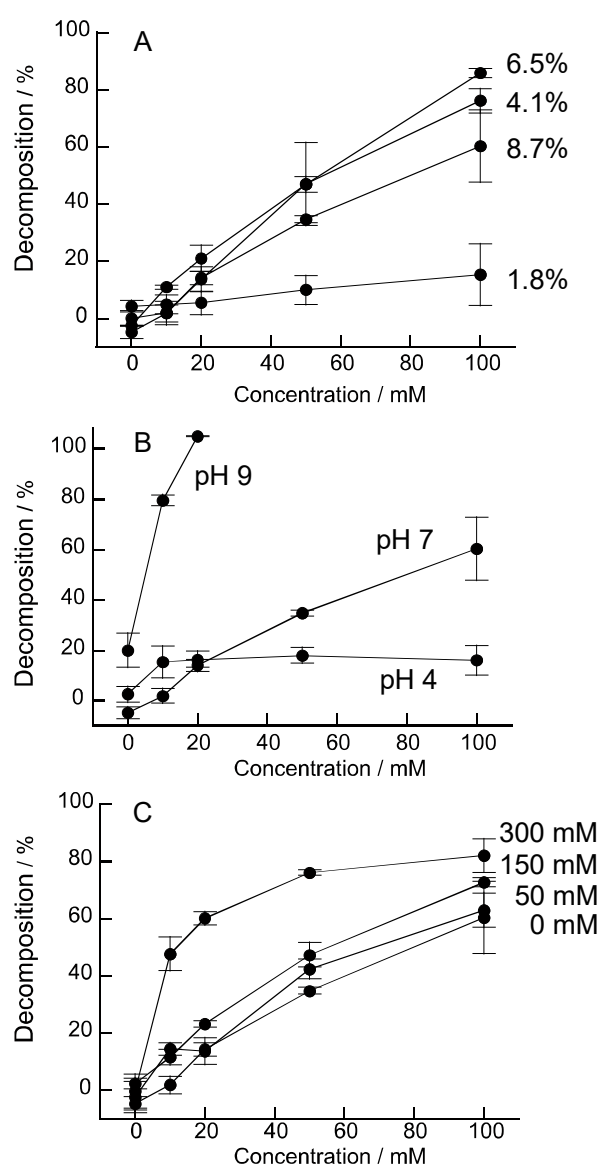 A
100
80
60
40
20
0
Decomposition / %
6.5%
4.1%
8.7%
1.8%
0 20 40 60 80 100
Concentration / mM
B
100
80
60
40
20
0
Decomposition / %
pH 9
pH 7
pH 4
0 20 40 60 80 100
Concentration / mM
C
100
80
60
40
20
0
Decomposition / %
300 mM
150 mM
50 mM
0 mM
0 20 40 60 80 100
Concentration / mM